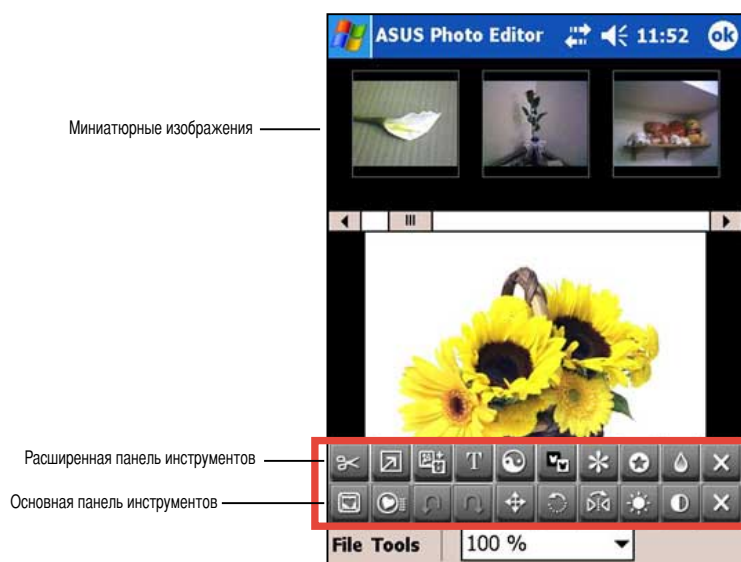 ASUS Photo Editor 11:52 ok
Миниатюрные изображения
Расширенная панель инструментов
Основная панель инструментов
File Tools 100 %